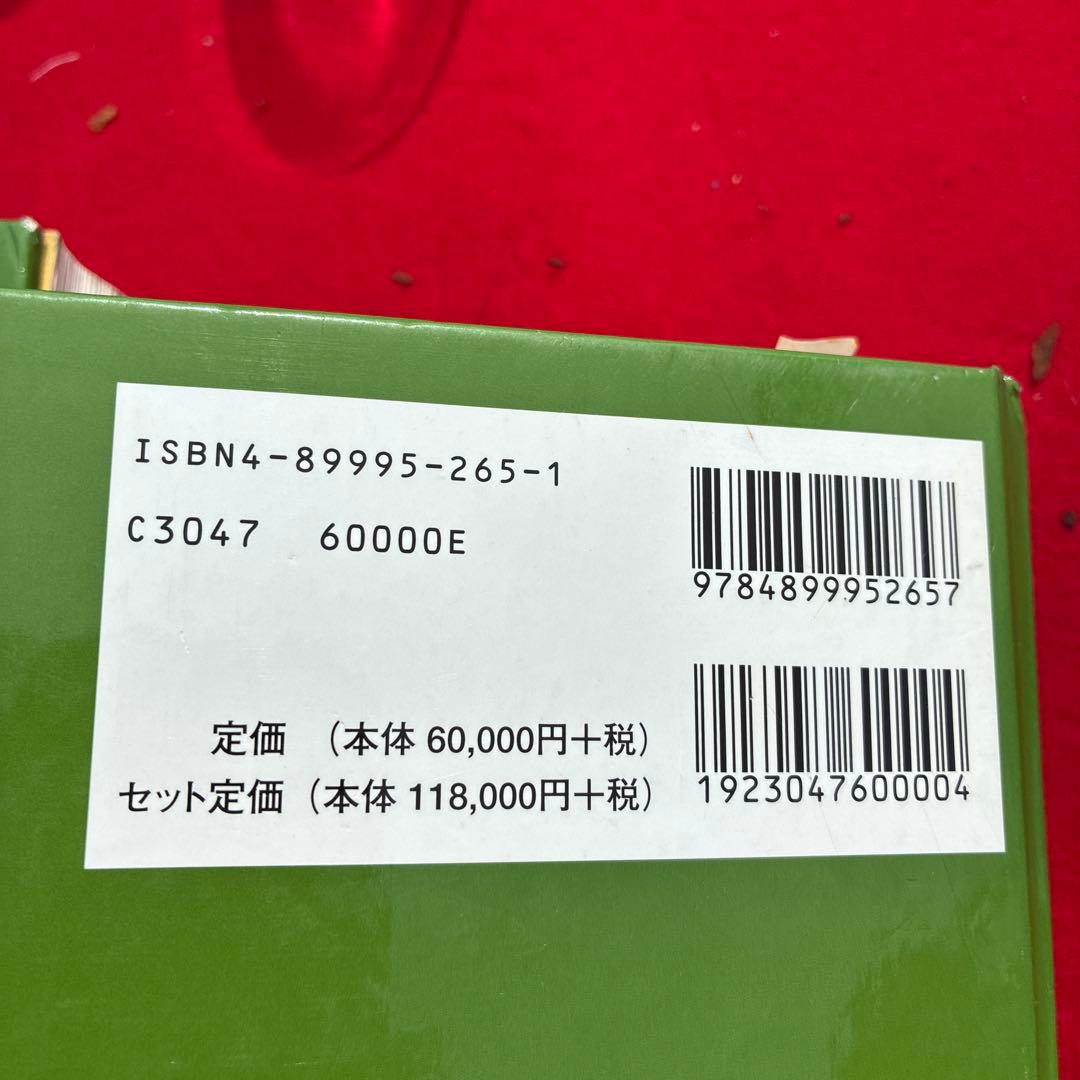 ISBN4-89995-265-1
C3047 60000E
9784899952657
定価 （本体 60,000円＋税）
セット定価（本体 118,000円＋税）
1923047600004